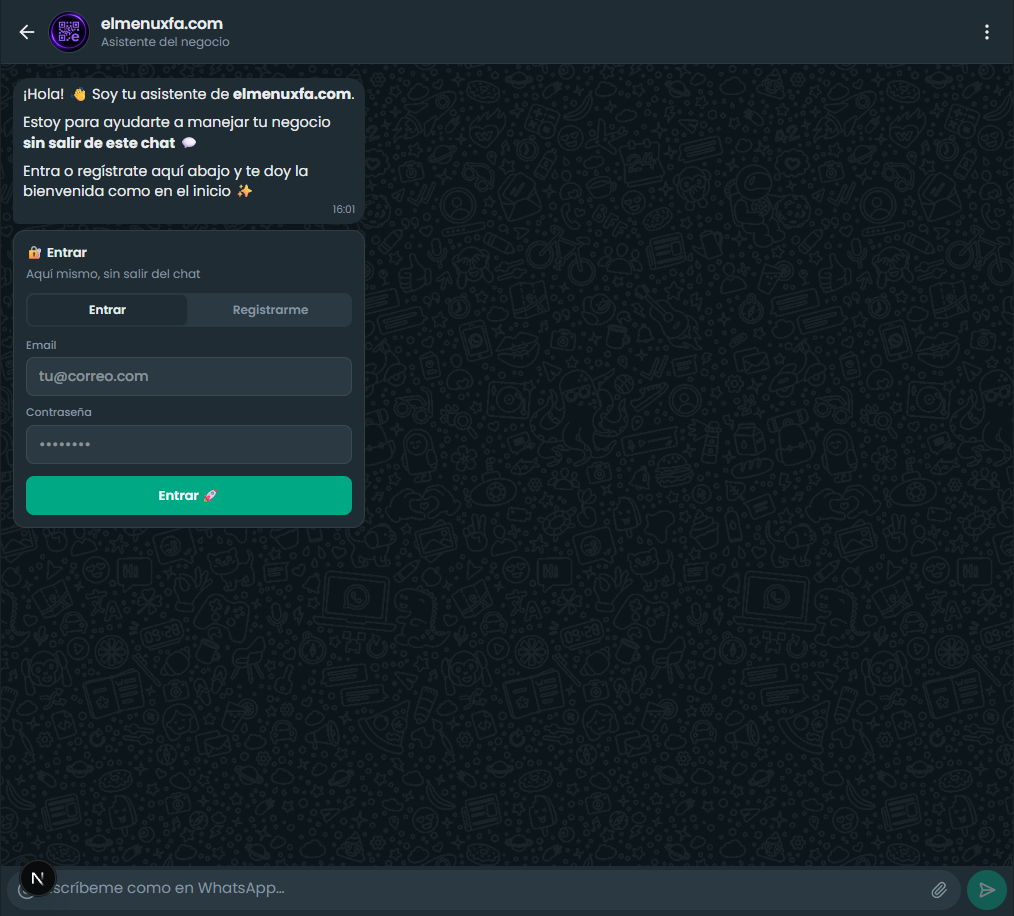 elmenuxfa.com
Asistente del negocio
¡Hola! 👋 Soy tu asistente de elmenuxfa.com.
Estoy para ayudarte a manejar tu negocio
sin salir de este chat 💬
Entra o regístrate aquí abajo y te doy la
bienvenida como en el inicio ✨
16:01
🔐 Entrar
Aquí mismo, sin salir del chat
Entrar
Registrarme
Email
tu@correo.com
Contraseña
••••••••
Entrar 🚀
N
scríbeme como en WhatsApp...